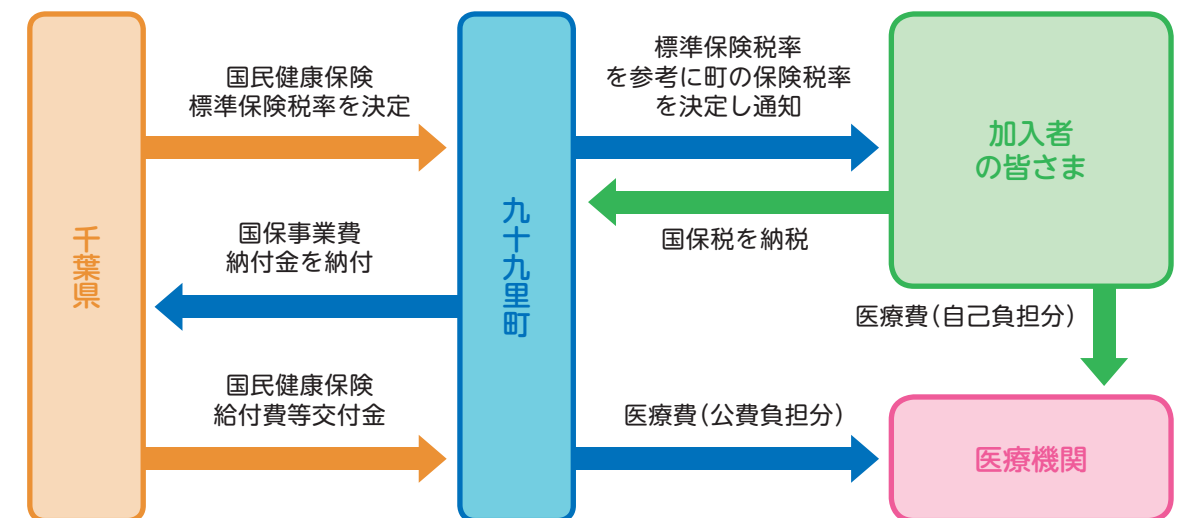 千葉県
国民健康保険
標準保険税率を決定
国保事業費
納付金を納付
国民健康保険
給付費等交付金
九十九里町
標準保険税率
を参考に町の保険税率
を決定し通知
国保税を納税
医療費(公費負担分)
加入者
の皆さま
医療費(自己負担分)
医療機関